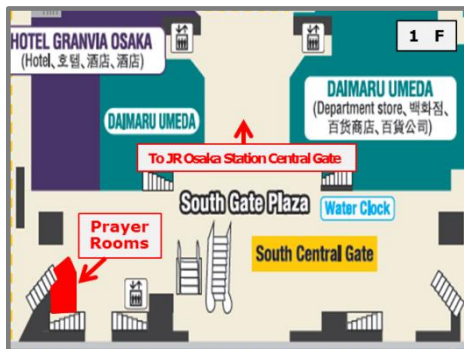 1 F
HOTEL GRANVIA OSAKA
(Hotel、호텔、酒店、酒店)
DAIMARU UMEDA
DAIMARU UMEDA
(Department store、백화점、
百货商店、百貨公司)
To JR Osaka Station Central Gate
South Gate Plaza
Water Clock
Prayer
Rooms
South Central Gate